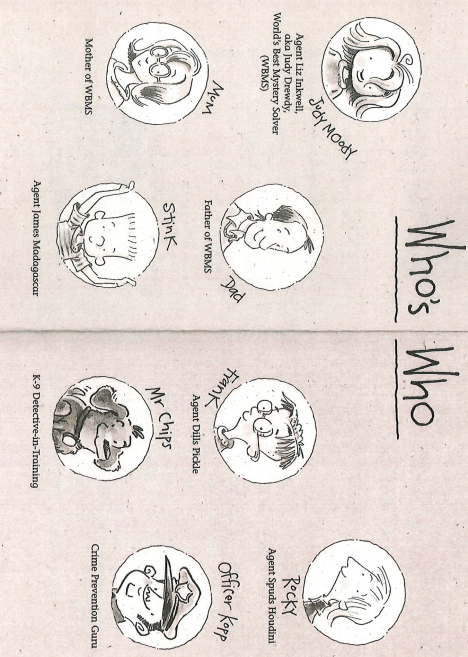 Who's Who
Judy Moody
Agent Liz Inkwell,
aka Judy Drewdy,
World's Best Mystery Solver
(WBMS)
Mom
Mother of WBMS
Dad
Father of WBMS
Stink
Agent James Madagascar
Frank
Agent Dills Pickle
Mr Chips
K-9 Detective-in-Training
Rocky
Agent Spuds Houdini
Officer Kopp
Crime Prevention Guru